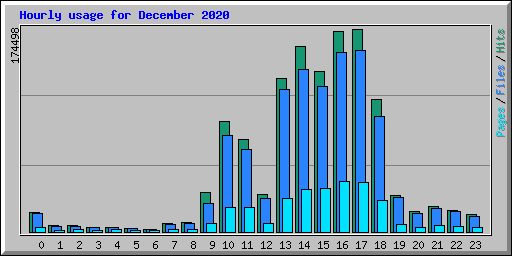 Hourly usage for December 2020
174498
Pages / Files / Hits
0 1 2 3 4 5 6 7 8 9 10 11 12 13 14 15 16 17 18 19 20 21 22 23